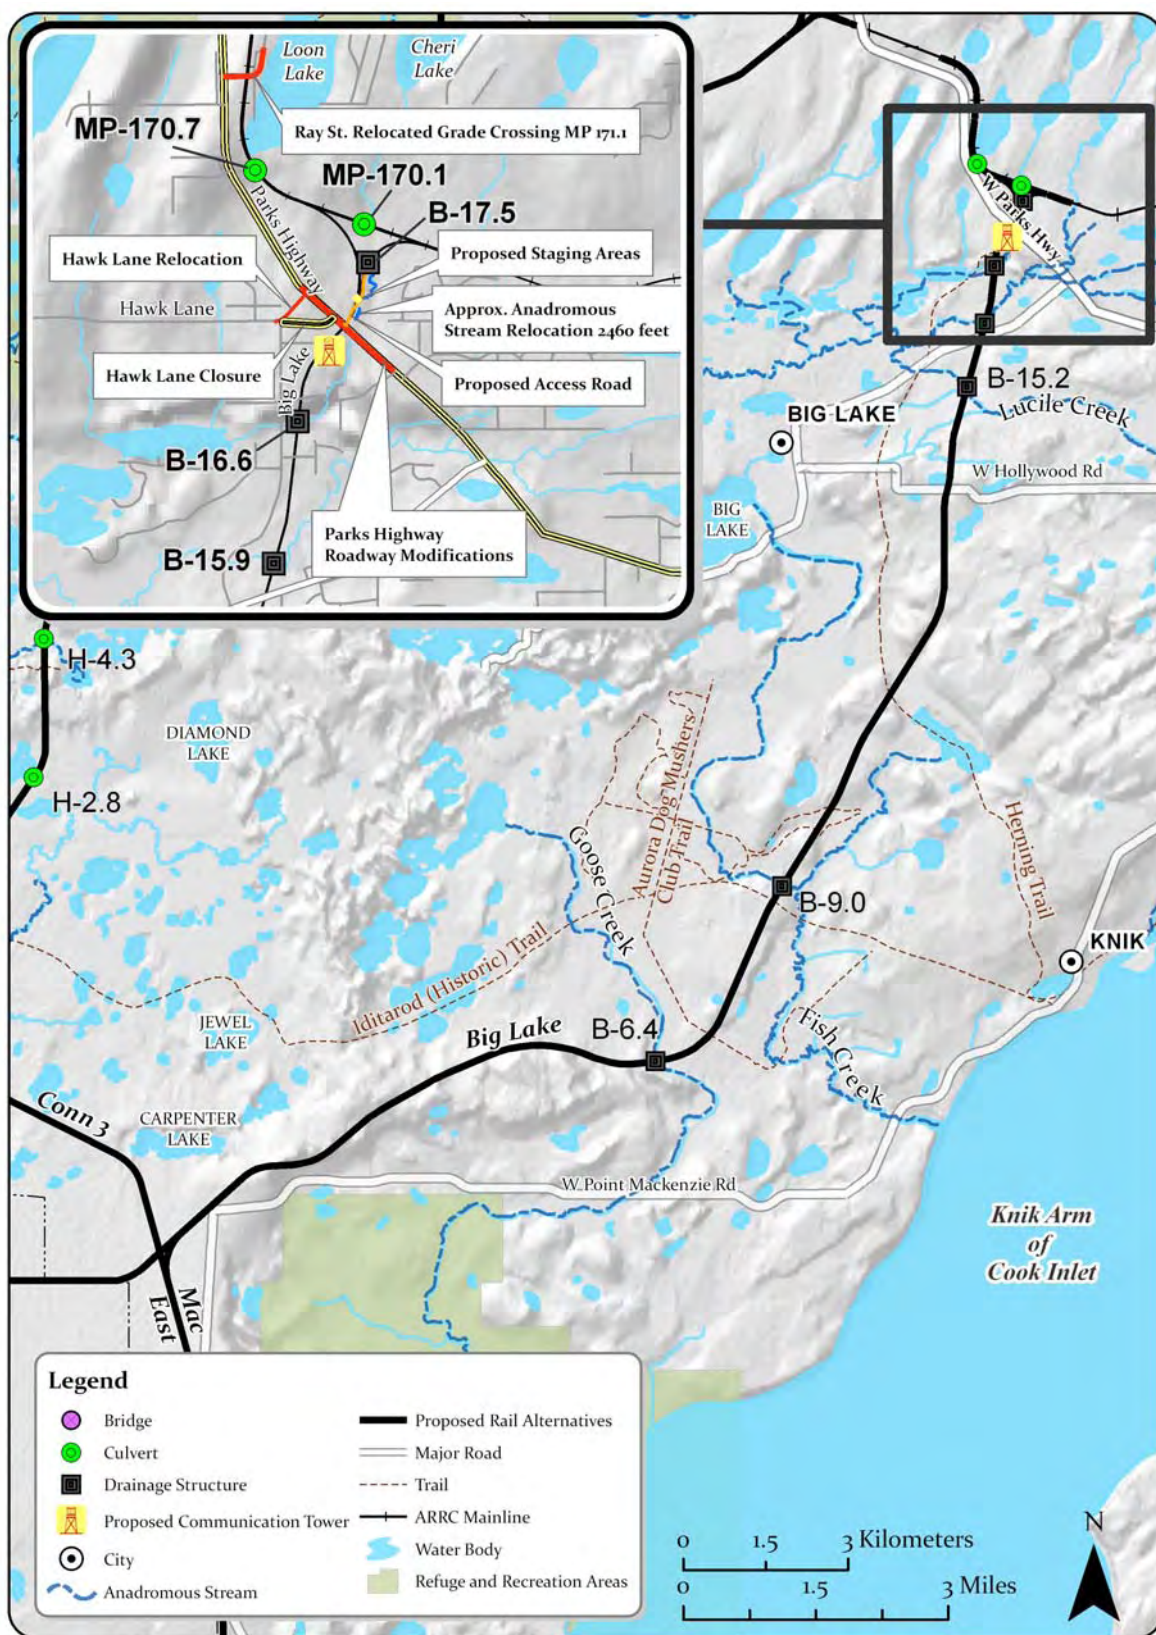 Loon
Lake
Cheri
Lake
MP-170.7
Ray St. Relocated Grade Crossing MP 171.1
MP-170.1
B-17.5
Parks Highway
Hawk Lane Relocation
Proposed Staging Areas
Hawk Lane
Approx. Anadromous
Stream Relocation 2460 feet
Hawk Lane Closure
Big Lake
Proposed Access Road
B-16.6
Parks Highway
Roadway Modifications
B-15.9
W Parks Hwy
B-15.2
Lucile Creek
BIG LAKE
W Hollywood Rd
BIG
LAKE
H-4.3
DIAMOND
LAKE
H-2.8
Aurora Dog Mushers
Club Trail
Goose Creek
Herning Trail
B-9.0
KNIK
Iditarod (Historic) Trail
JEWEL
LAKE
Big Lake
B-6.4
Fish Creek
Conn 3
CARPENTER
LAKE
W Point Mackenzie Rd
Knik Arm
of
Cook Inlet
Mac
East
Legend
Bridge
Culvert
Drainage Structure
Proposed Communication Tower
City
Anadromous Stream
Proposed Rail Alternatives
Major Road
Trail
ARRC Mainline
Water Body
Refuge and Recreation Areas
0 1.5 3 Kilometers
0 1.5 3 Miles
N